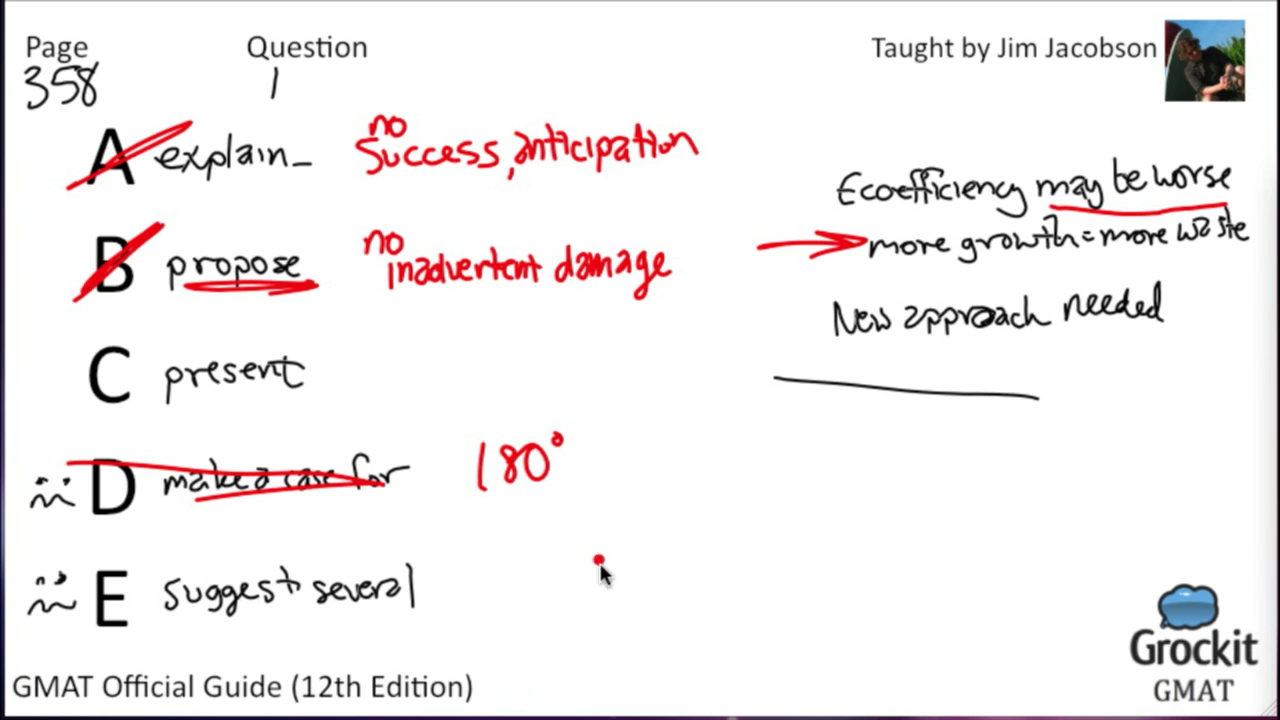 Page Question Taught by Jim Jacobson
358 1
A explain no success, anticipation
Ecoefficiency may be worse
more growth = more waste
B propose no inadvertent damage
New approach needed
C present
D make a case for 180°
E suggest several
Grockit
GMAT
GMAT Official Guide (12th Edition)